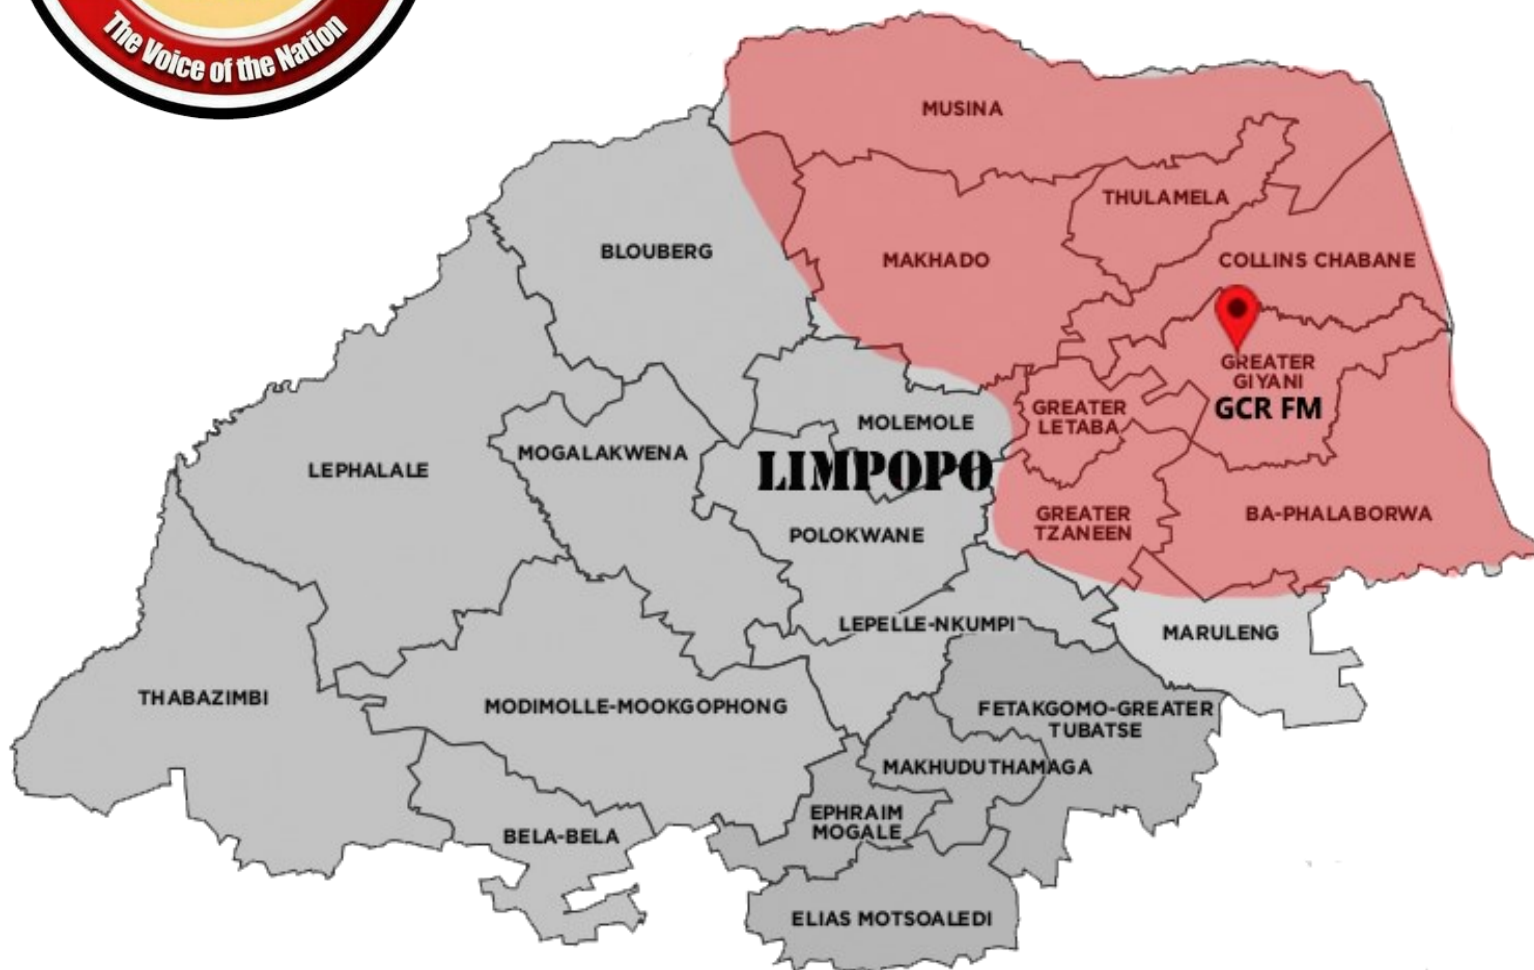 The Voice of the Nation
MUSINA
THULAMELA
BLOUBERG
MAKHADO
COLLINS CHABANE
GREATER
GIYANI
GCR FM
GREATER
LETABA
MOLEMOLE
MOGALAKWENA
LEPHALALE
LIMPOPO
GREATER
TZANEEN
BA-PHALABORWA
POLOKWANE
LEPELLE-NKUMPI
MARULENG
THABAZIMBI
MODIMOLLE-MOOKGOPHONG
FETAKGOMO-GREATER
TUBATSE
MAKHUDUTHAMAGA
EPHRAIM
MOGALE
BELA-BELA
ELIAS MOTSOALEDI